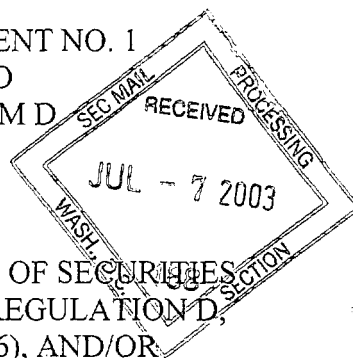 ENT NO. 1
O
M D
SEC MAIL
PROCESSING
RECEIVED
JUL - 7 2003
WASH., D.C.
SECTION
OF SECURITIES
REGULATION D,
6), AND/OR